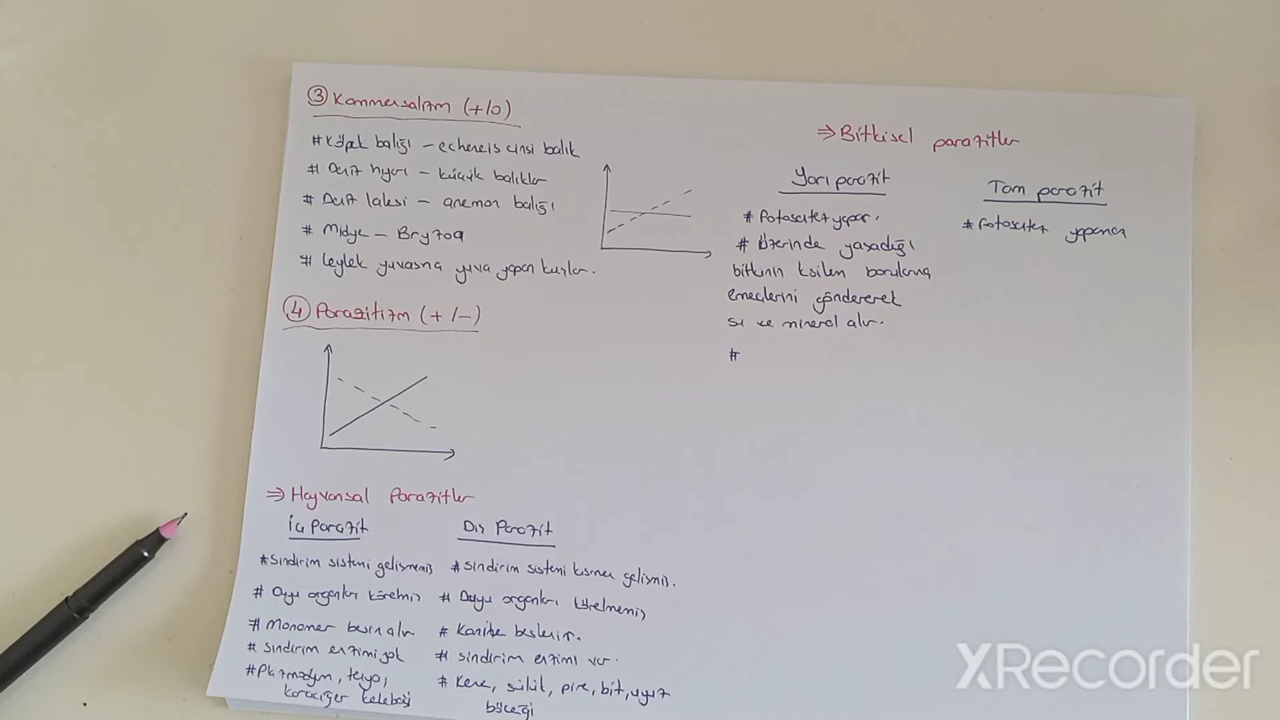 ③ Kommensalizm (+/0)
# Köpek balığı - echeneis cinsi balık
# Deniz hıyarı - küçük balıklar
# Deniz lalesi - anemon balığı
# Midye - Bryzoa
# Leylek yuvasına yuva yapan kuşlar.
④ Parazitizm (+/-)
⇒ Hayvansal Parazitler
İç Parazit
# Sindirim sistemi gelişmemiş
# Duyu organları körelmiş
# Monomer besin alır
# Sindirim enzimi yok
# Plazmodyum, tenya,
karaciğer kelebeği
Dış Parazit
# Sindirim sistemi kısmen gelişmiş.
# Duyu organları körelmemiş
# Kanla beslenir.
# Sindirim enzimi var.
# Kene, sülük, pire, bit, uyuz
böceği
⇒ Bitkisel parazitler
Yarı parazit
# Fotosentez yapar.
# Üzerinde yaşadığı
bitkinin ksilem borularına
emeçlerini göndererek
su ve mineral alır.
#
Tam parazit
# Fotosentez yapamaz
XRecorder